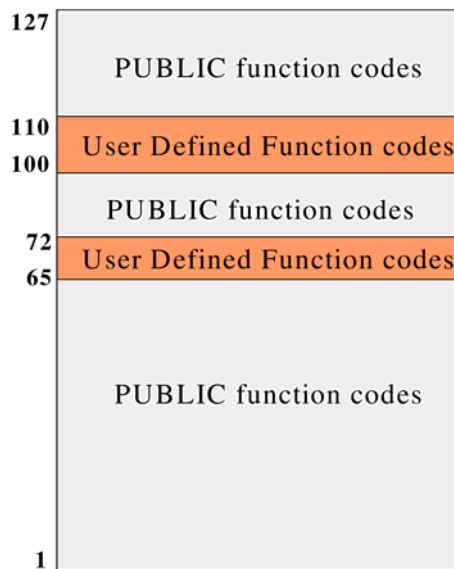 127
PUBLIC function codes
110
User Defined Function codes
100
PUBLIC function codes
72
User Defined Function codes
65
PUBLIC function codes
1